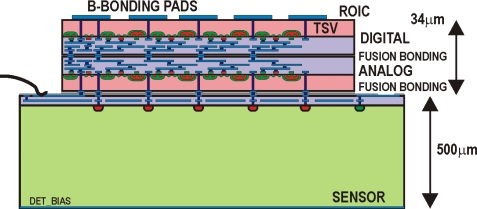 B-BONDING PADS
ROIC
TSV
34µm
DIGITAL
FUSION BONDING
ANALOG
FUSION BONDING
500µm
DET_BIAS
SENSOR